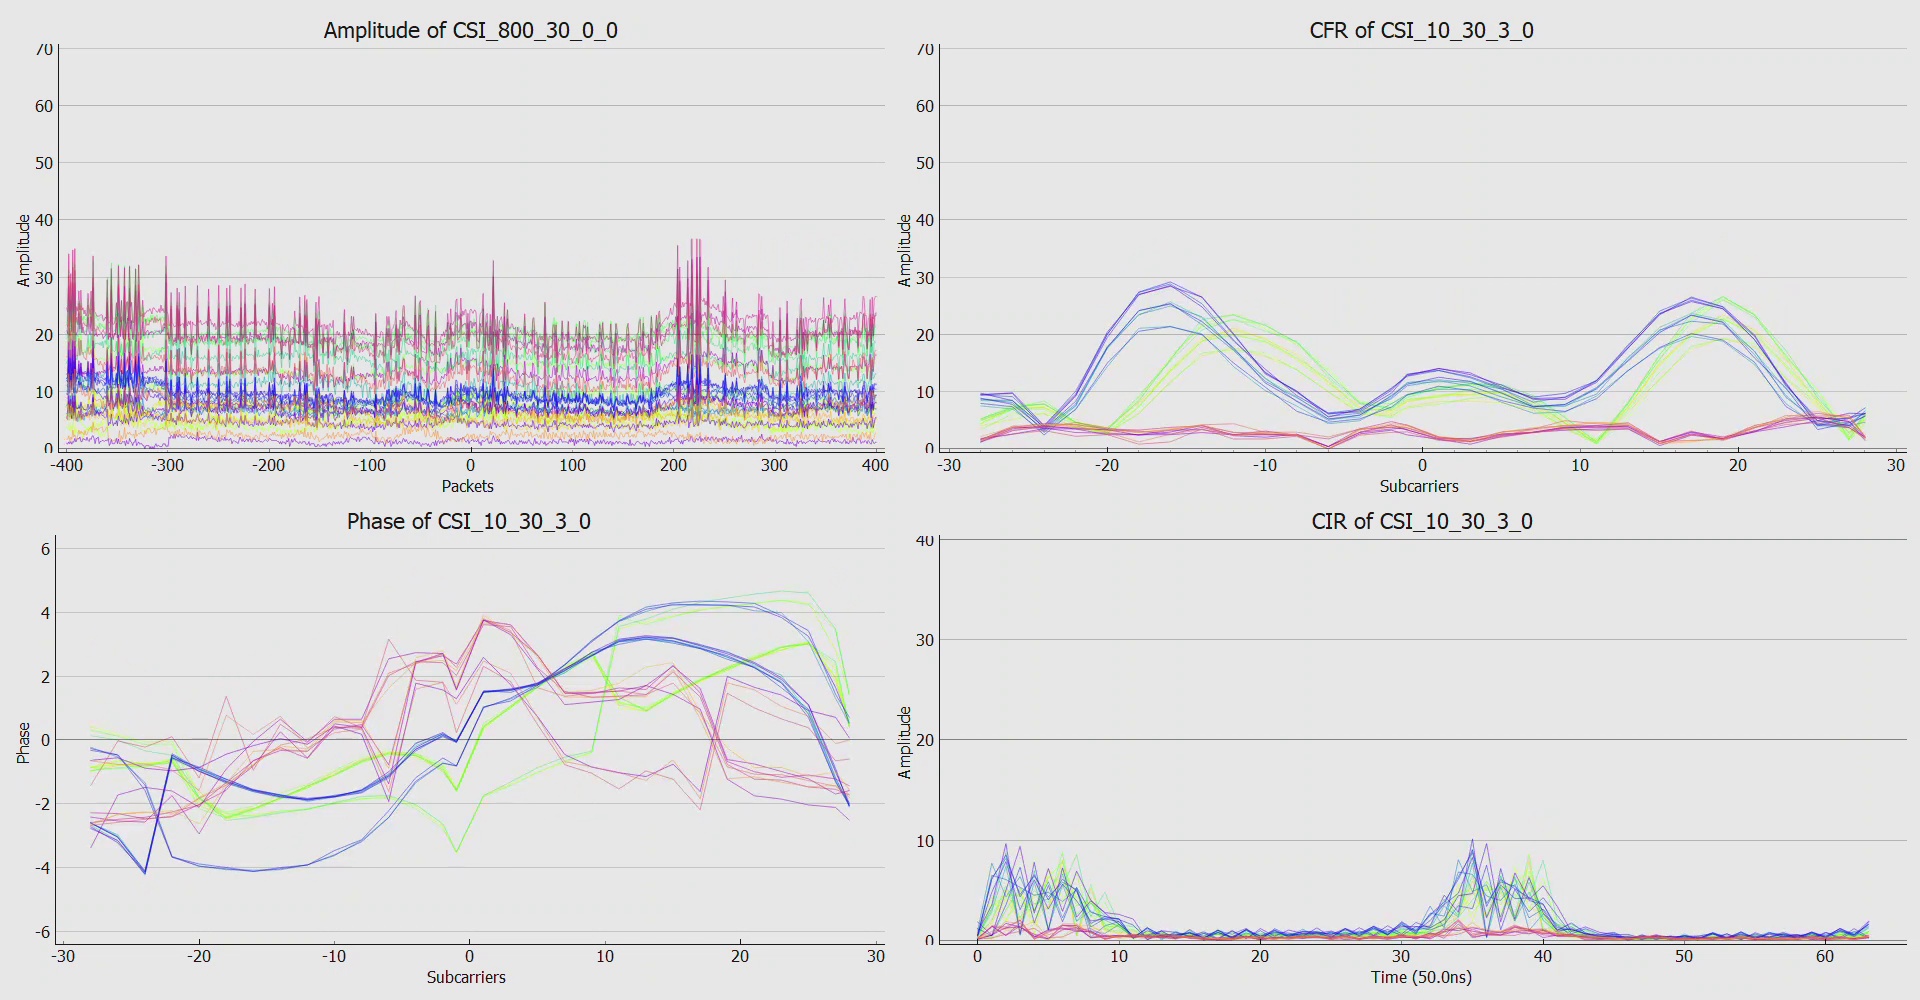 Amplitude of CSI_800_30_0_0
70
60
50
40
30
20
10
0
Amplitude
-400 -300 -200 -100 0 100 200 300 400
Packets
CFR of CSI_10_30_3_0
70
60
50
40
30
20
10
0
Amplitude
-30 -20 -10 0 10 20 30
Subcarriers
Phase of CSI_10_30_3_0
6
4
2
0
-2
-4
-6
Phase
-30 -20 -10 0 10 20 30
Subcarriers
CIR of CSI_10_30_3_0
40
30
20
10
0
Amplitude
0 10 20 30 40 50 60
Time (50.0ns)